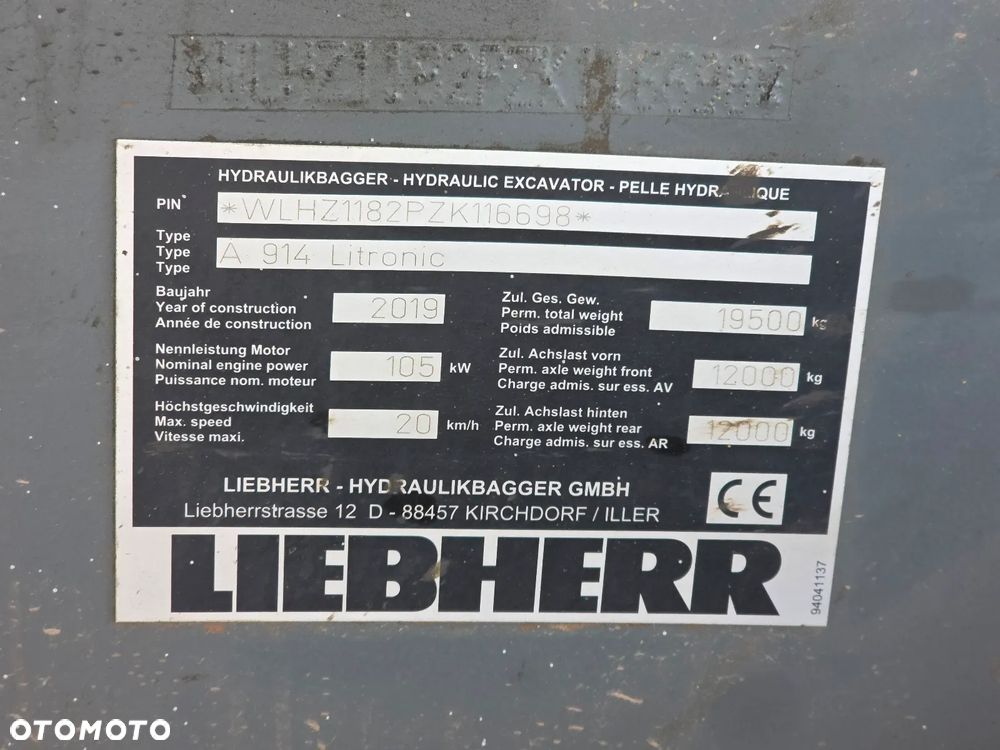 HYDRAULIKBAGGER - HYDRAULIC EXCAVATOR - PELLE
PIN
*WLHZ1182PZK116698*
Type
Type
Type
A 914 Litronic
Baujahr
Year of construction
Année de construction
2019
Zul. Ges. Gew.
Perm. total weight
Poids admissible
19500 kg
Nennleistung Motor
Nominal engine power
Puissance nom. moteur
105 kW
Zul. Achslast vorn
Perm. axle weight front
Charge admis. sur ess. AV
12000 kg
Höchstgeschwindigkeit
Max. speed
Vitesse maxi.
20 km/h
Zul. Achslast hinten
Perm. axle weight rear
Charge admis. sur ess. AR
12000 kg
LIEBHERR - HYDRAULIKBAGGER GMBH
Liebherrstrasse 12 D - 88457 KIRCHDORF / ILLER
CE
LIEBHERR
94041137
OTOMOTO